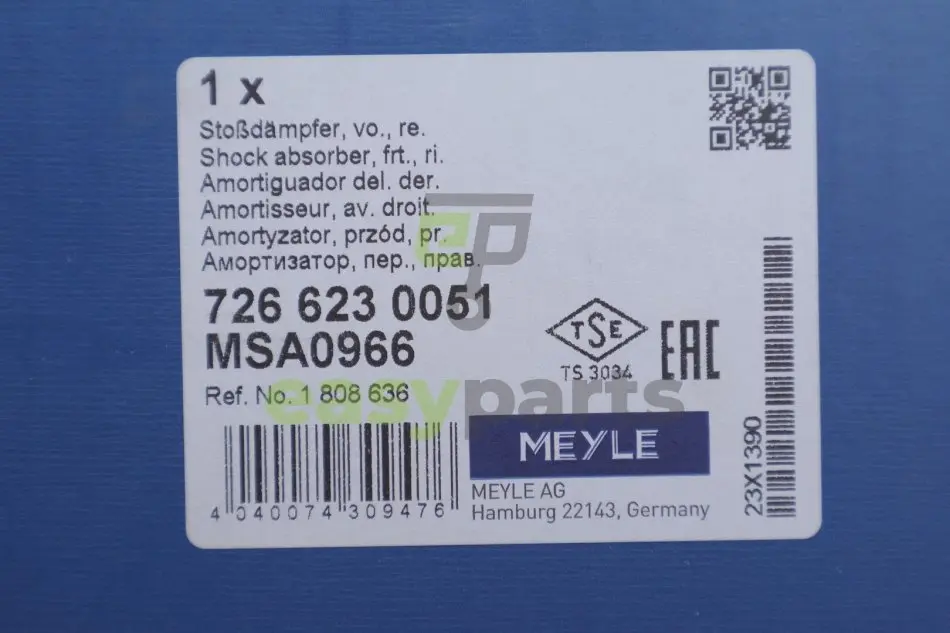 1 x
Stoßdämpfer, vo., re.
Shock absorber, frt., ri.
Amortiguador del. der.
Amortisseur, av. droit.
Amortyzator, przód, pr.
Амортизатор, пер., прав.
726 623 0051
MSA0966
Ref. No. 1 808 636
TSE
TS 3034
EAC
ep
easyparts
MEYLE
MEYLE AG
Hamburg 22143, Germany
4 040074 309476
23X1390